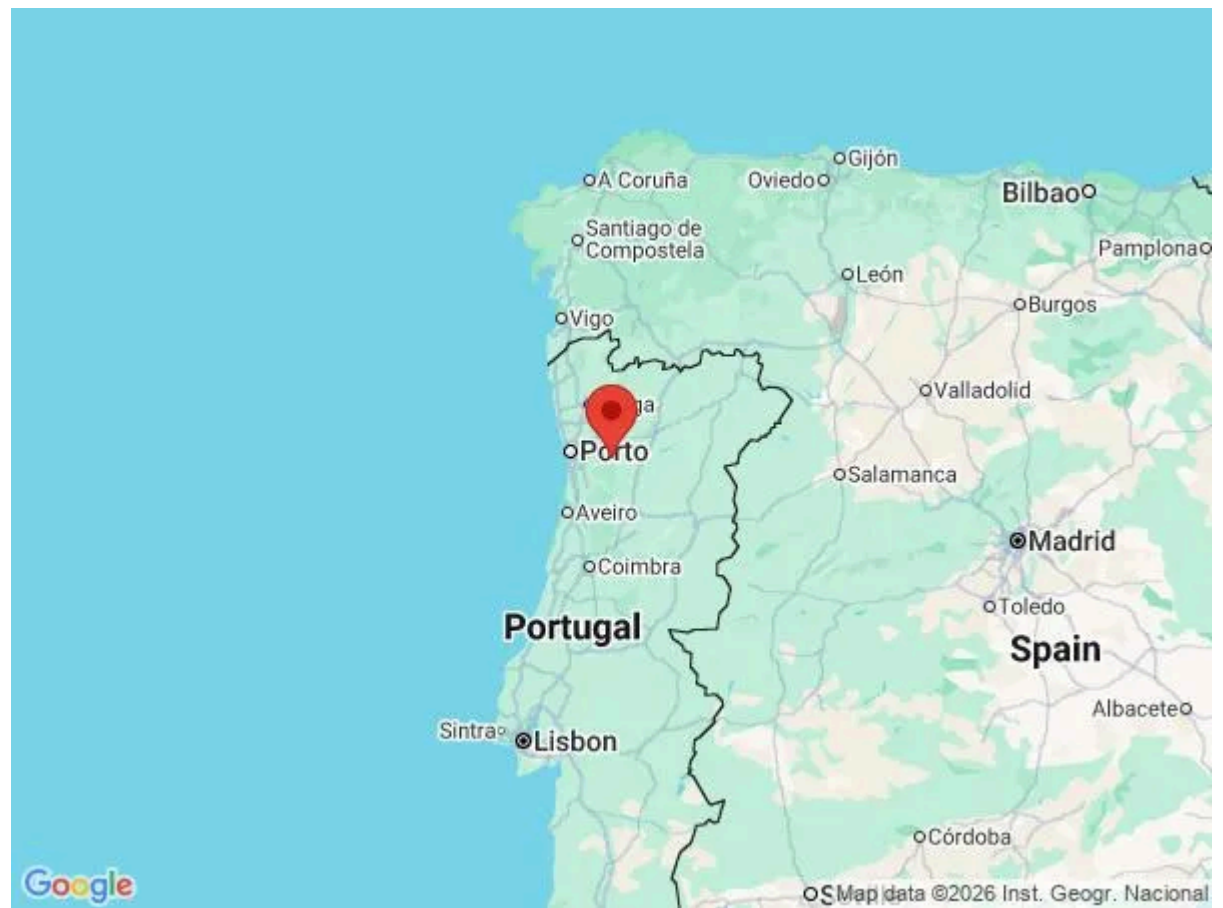 Gijón
A Coruña
Oviedo
Bilbao
Santiago de
Compostela
Pamplona
León
Burgos
Vigo
Valladolid
Porto
Salamanca
Aveiro
Madrid
Coimbra
Toledo
Portugal
Spain
Albacete
Sintra
Lisbon
Córdoba
Google
Map data ©2026 Inst. Geogr. Nacional